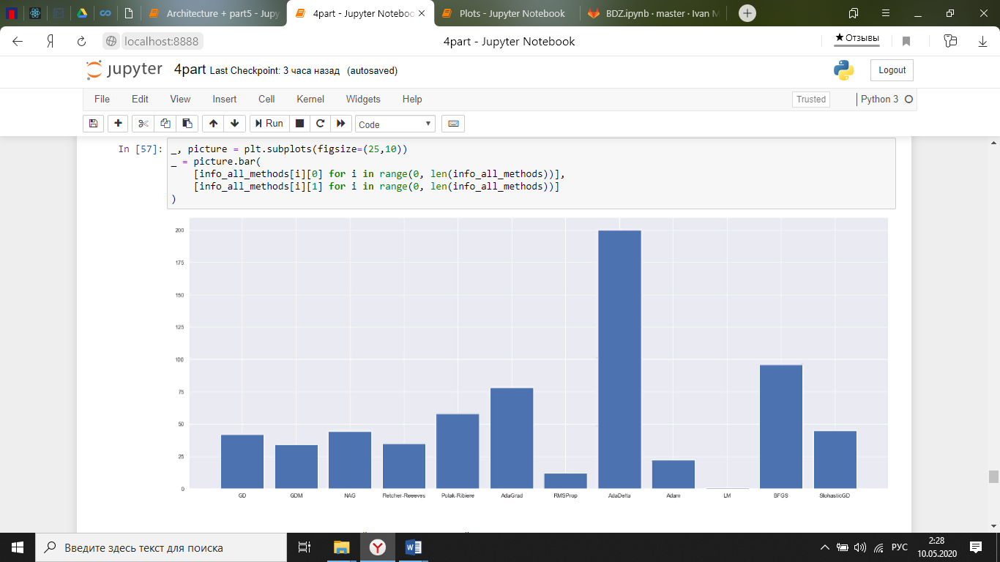 Architecture + part5 - Jupy
4part - Jupyter Noteboo
Plots - Jupyter Notebook
BDZ.ipynb · master · Ivan M
Я
localhost:8888
4part - Jupyter Notebook
★ Отзывы
jupyter
4part Last Checkpoint: 3 часа назад (autosaved)
Logout
File Edit View Insert Cell Kernel Widgets Help
Trusted
Python 3
Run
Code
In [57]:
_, picture = plt.subplots(figsize=(25,10))
_ = picture.bar(
[info_all_methods[i][0] for i in range(0, len(info_all_methods))],
[info_all_methods[i][1] for i in range(0, len(info_all_methods))]
)
200
175
150
125
100
75
50
25
0
GD GDM NAG Fletcher-Reeeves Polak-Ribiere AdaGrad RMSProp AdaDelta Adam LM BFGS StohasticGD
Введите здесь текст для поиска
РУС
2:28
10.05.2020